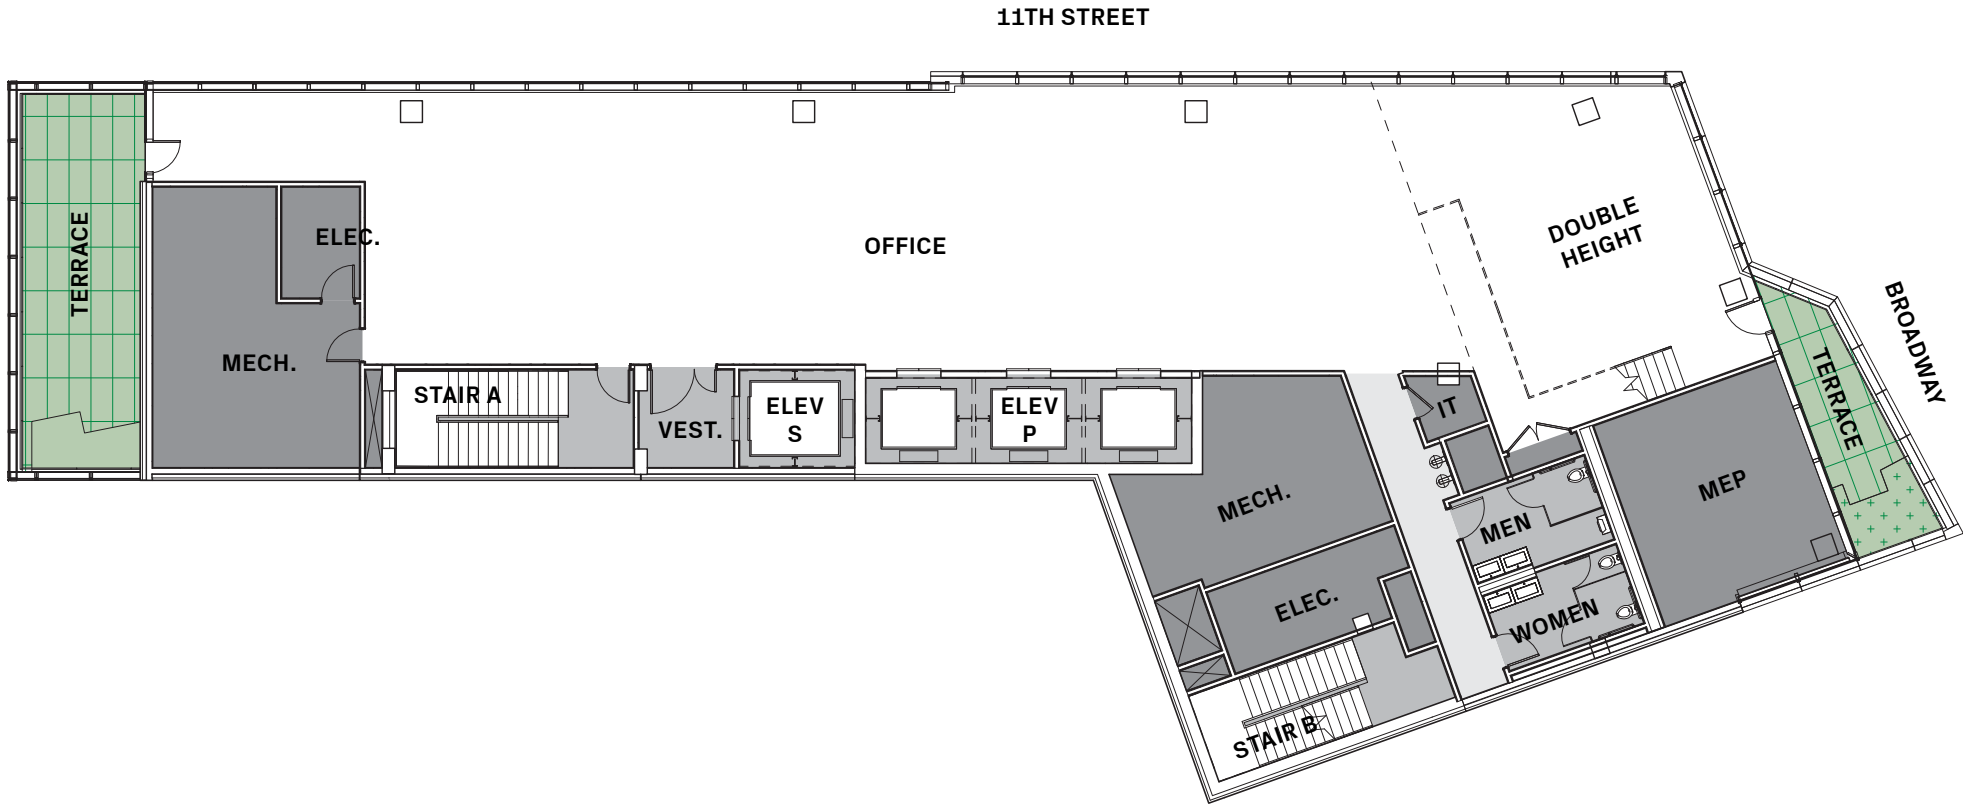 11TH STREET
TERRACE
ELEC.
MECH.
STAIR A
VEST.
ELEV
S
ELEV
P
OFFICE
DOUBLE
HEIGHT
BROADWAY
TERRACE
IT
MEP
MECH.
MEN
ELEC.
WOMEN
STAIR B